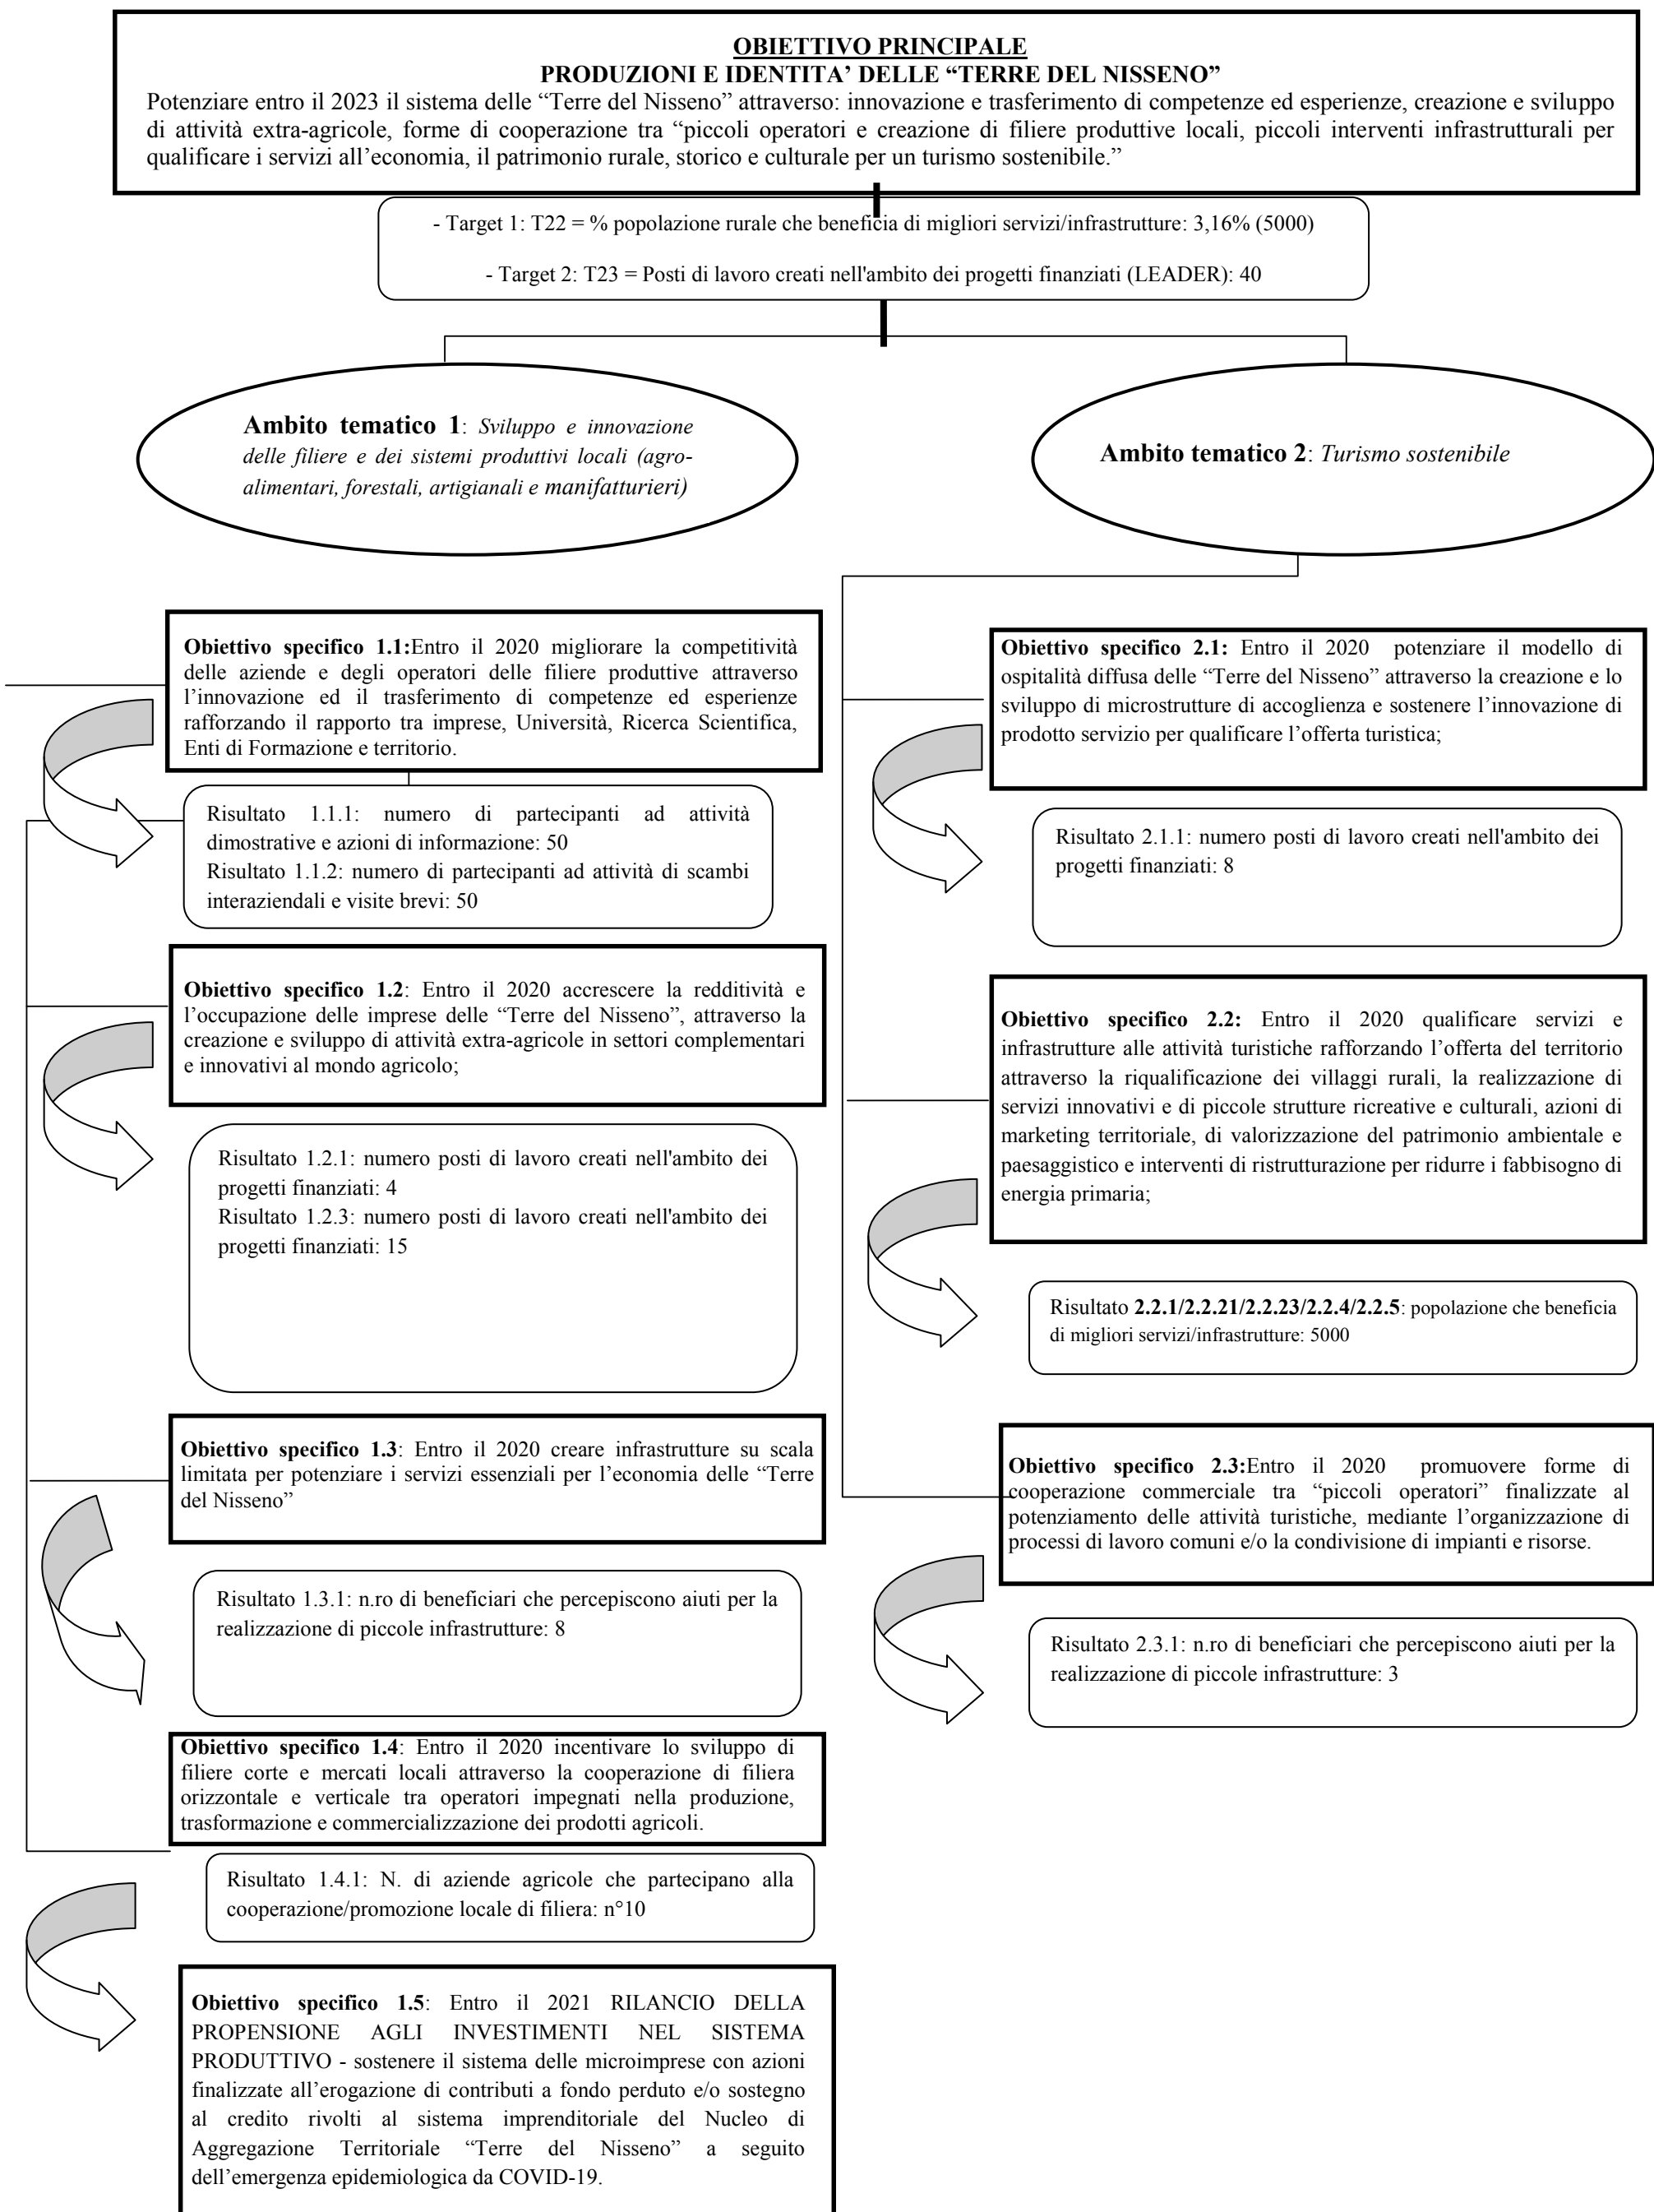 OBIETTIVO PRINCIPALE
PRODUZIONI E IDENTITA’ DELLE “TERRE DEL NISSENO”
Potenziare entro il 2023 il sistema delle “Terre del Nisseno” attraverso: innovazione e trasferimento di competenze ed esperienze, creazione e sviluppo
di attività extra-agricole, forme di cooperazione tra “piccoli operatori e creazione di filiere produttive locali, piccoli interventi infrastrutturali per
qualificare i servizi all’economia, il patrimonio rurale, storico e culturale per un turismo sostenibile.”
- Target 1: T22 = % popolazione rurale che beneficia di migliori servizi/infrastrutture: 3,16% (5000)
- Target 2: T23 = Posti di lavoro creati nell'ambito dei progetti finanziati (LEADER): 40
Ambito tematico 1: Sviluppo e innovazione
delle filiere e dei sistemi produttivi locali (agro-
alimentari, forestali, artigianali e manifatturieri)
Ambito tematico 2: Turismo sostenibile
Obiettivo specifico 1.1:Entro il 2020 migliorare la competitività
delle aziende e degli operatori delle filiere produttive attraverso
l’innovazione ed il trasferimento di competenze ed esperienze
rafforzando il rapporto tra imprese, Università, Ricerca Scientifica,
Enti di Formazione e territorio.
Risultato 1.1.1: numero di partecipanti ad attività
dimostrative e azioni di informazione: 50
Risultato 1.1.2: numero di partecipanti ad attività di scambi
interaziendali e visite brevi: 50
Obiettivo specifico 1.2: Entro il 2020 accrescere la redditività e
l’occupazione delle imprese delle “Terre del Nisseno”, attraverso la
creazione e sviluppo di attività extra-agricole in settori complementari
e innovativi al mondo agricolo;
Risultato 1.2.1: numero posti di lavoro creati nell'ambito dei
progetti finanziati: 4
Risultato 1.2.3: numero posti di lavoro creati nell'ambito dei
progetti finanziati: 15
Obiettivo specifico 1.3: Entro il 2020 creare infrastrutture su scala
limitata per potenziare i servizi essenziali per l’economia delle “Terre
del Nisseno”
Risultato 1.3.1: n.ro di beneficiari che percepiscono aiuti per la
realizzazione di piccole infrastrutture: 8
Obiettivo specifico 1.4: Entro il 2020 incentivare lo sviluppo di
filiere corte e mercati locali attraverso la cooperazione di filiera
orizzontale e verticale tra operatori impegnati nella produzione,
trasformazione e commercializzazione dei prodotti agricoli.
Risultato 1.4.1: N. di aziende agricole che partecipano alla
cooperazione/promozione locale di filiera: n°10
Obiettivo specifico 1.5: Entro il 2021 RILANCIO DELLA
PROPENSIONE AGLI INVESTIMENTI NEL SISTEMA
PRODUTTIVO - sostenere il sistema delle microimprese con azioni
finalizzate all’erogazione di contributi a fondo perduto e/o sostegno
al credito rivolti al sistema imprenditoriale del Nucleo di
Aggregazione Territoriale “Terre del Nisseno” a seguito
dell’emergenza epidemiologica da COVID-19.
Obiettivo specifico 2.1: Entro il 2020 potenziare il modello di
ospitalità diffusa delle “Terre del Nisseno” attraverso la creazione e lo
sviluppo di microstrutture di accoglienza e sostenere l’innovazione di
prodotto servizio per qualificare l’offerta turistica;
Risultato 2.1.1: numero posti di lavoro creati nell'ambito dei
progetti finanziati: 8
Obiettivo specifico 2.2: Entro il 2020 qualificare servizi e
infrastrutture alle attività turistiche rafforzando l’offerta del territorio
attraverso la riqualificazione dei villaggi rurali, la realizzazione di
servizi innovativi e di piccole strutture ricreative e culturali, azioni di
marketing territoriale, di valorizzazione del patrimonio ambientale e
paesaggistico e interventi di ristrutturazione per ridurre i fabbisogno di
energia primaria;
Risultato 2.2.1/2.2.21/2.2.23/2.2.4/2.2.5: popolazione che beneficia
di migliori servizi/infrastrutture: 5000
Obiettivo specifico 2.3:Entro il 2020 promuovere forme di
cooperazione commerciale tra “piccoli operatori” finalizzate al
potenziamento delle attività turistiche, mediante l’organizzazione di
processi di lavoro comuni e/o la condivisione di impianti e risorse.
Risultato 2.3.1: n.ro di beneficiari che percepiscono aiuti per la
realizzazione di piccole infrastrutture: 3